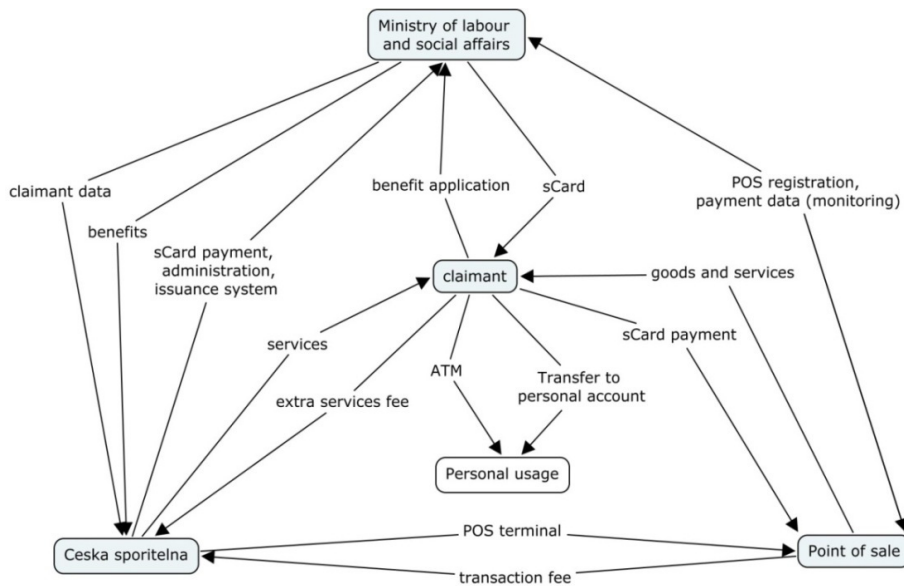 Ministry of labour
and social affairs
claimant data
benefits
sCard payment,
administration,
issuance system
benefit application
sCard
POS registration,
payment data (monitoring)
claimant
goods and services
services
sCard payment
ATM
Transfer to
personal account
extra services fee
Personal usage
POS terminal
Ceska sporitelna
Point of sale
transaction fee